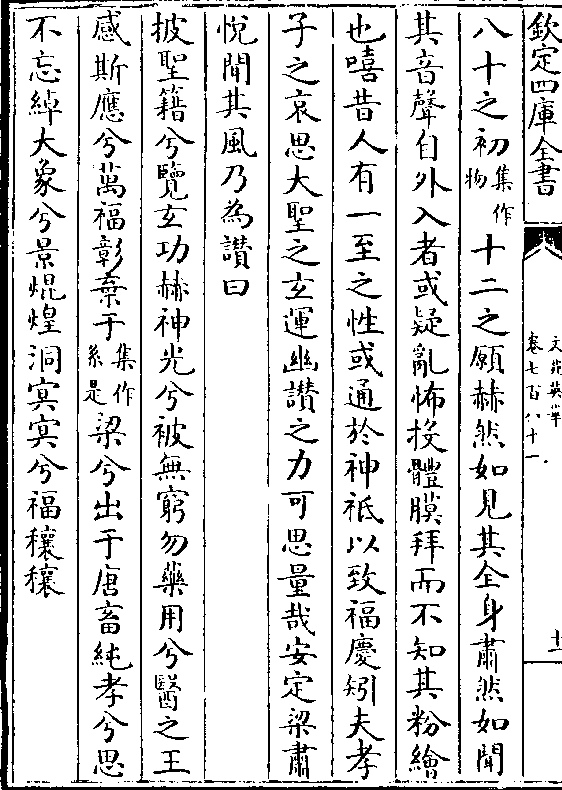 欽定四庫全書
文苑英華
卷七百八十一
十一
八十之初集作物十二之願赫然如見其全身肅然如聞
其音聲自外入者或疑亂怖投體膜拜而不知其粉繪
也嘻昔人有一至之性或通於神祇以致福慶矧夫孝
子之哀思大聖之玄運幽讃之力可思量哉安定梁肅
悅聞其風乃為讃曰
披聖籍兮覽玄功赫神光兮被無窮勿藥用兮醫之王
感斯應兮萬福彰棄于集作系是梁兮出于唐畜純孝兮思
不忘綽大象兮景焜煌洞冥冥兮福穰穰